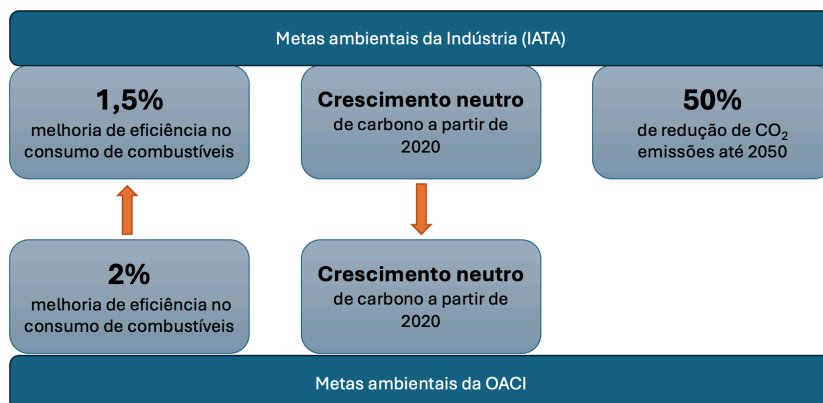 Metas ambientais da Indústria (IATA)
1,5%
melhoria de eficiência no
consumo de combustíveis
Crescimento neutro
de carbono a partir de
2020
50%
de redução de CO₂
emissões até 2050
2%
melhoria de eficiência no
consumo de combustíveis
Crescimento neutro
de carbono a partir de
2020
Metas ambientais da OACI